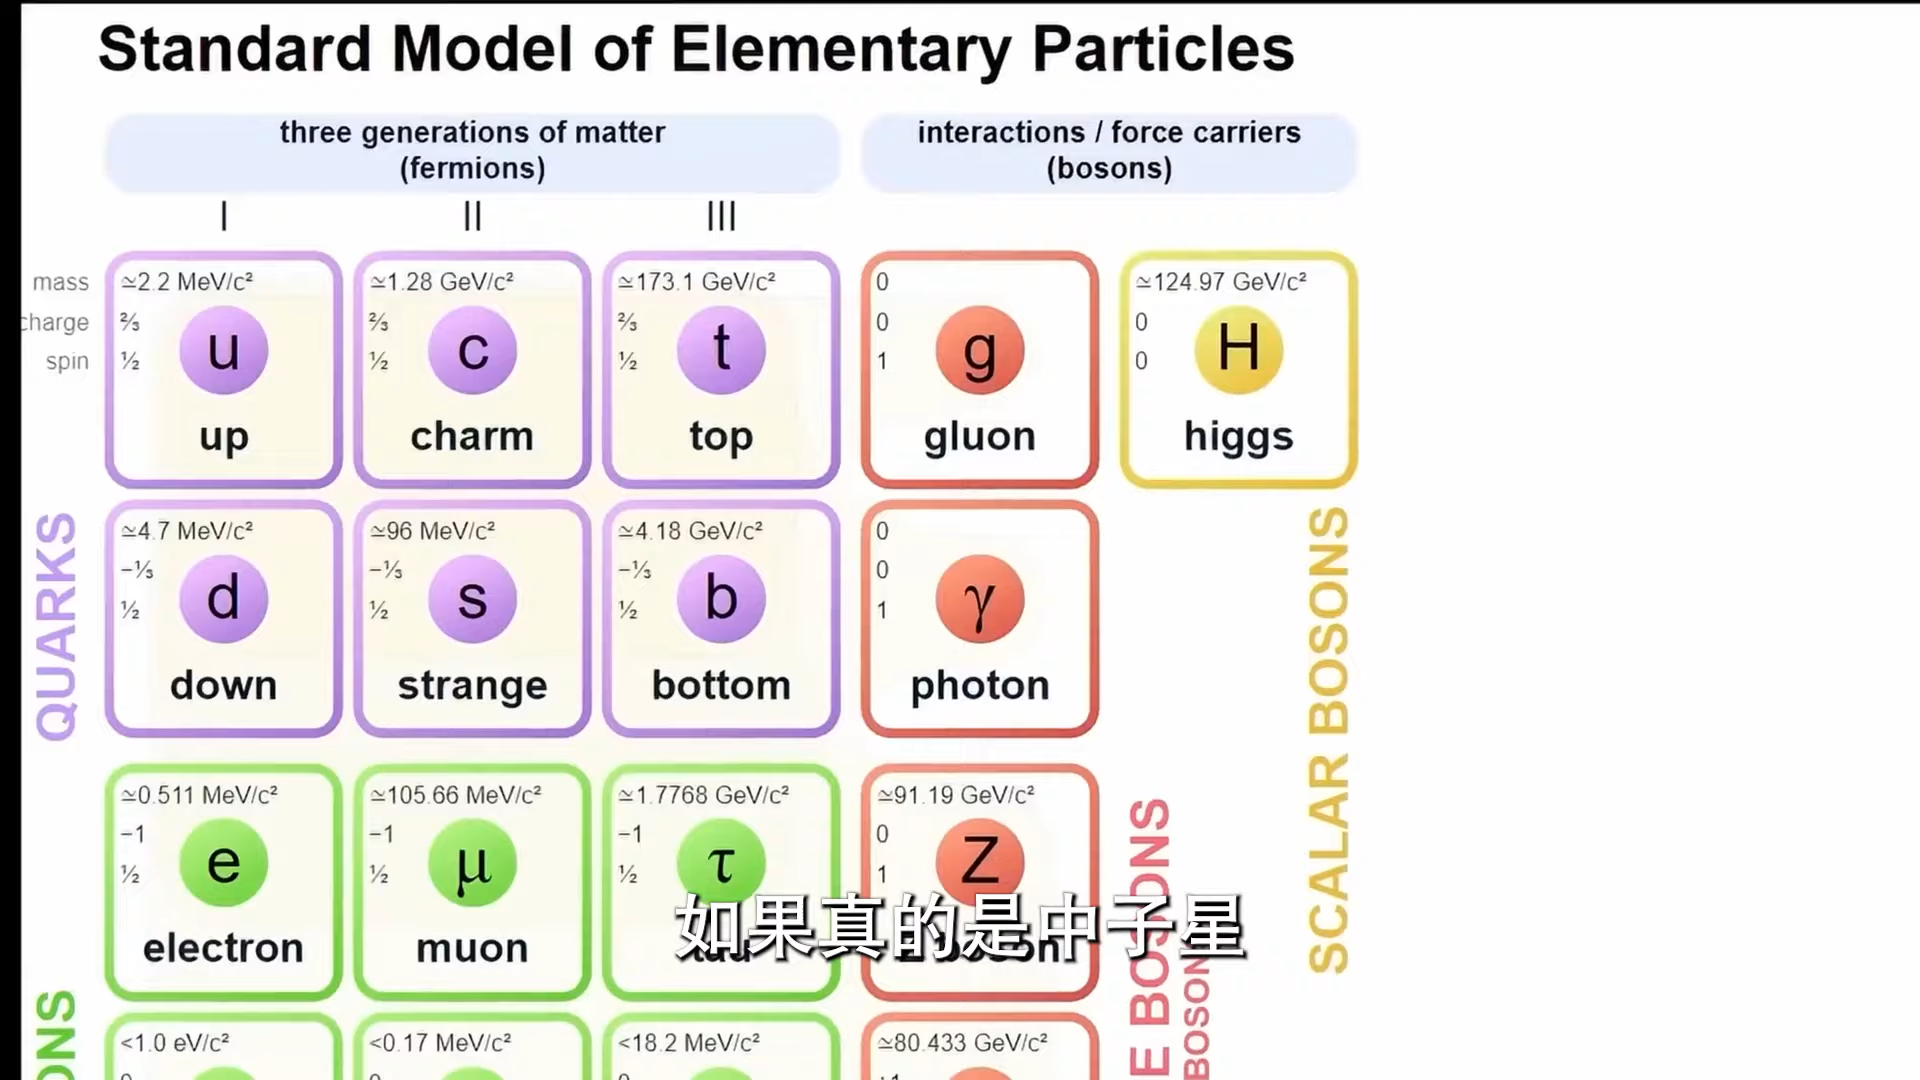 Standard Model of Elementary Particles
three generations of matter
(fermions)
interactions / force carriers
(bosons)
I
II
III
mass
charge
spin
≃2.2 MeV/c²
⅔
½
u
up
≃1.28 GeV/c²
⅔
½
c
charm
≃173.1 GeV/c²
⅔
½
t
top
0
0
1
g
gluon
≃124.97 GeV/c²
0
0
H
higgs
QUARKS
≃4.7 MeV/c²
−⅓
½
d
down
≃96 MeV/c²
−⅓
½
s
strange
≃4.18 GeV/c²
−⅓
½
b
bottom
0
0
1
γ
photon
SCALAR BOSONS
≃0.511 MeV/c²
−1
½
e
electron
≃105.66 MeV/c²
−1
½
μ
muon
≃1.7768 GeV/c²
−1
½
τ
tau
≃91.19 GeV/c²
0
1
Z
Z boson
如果真的是中子星
ONS
E BOSONS
BOSON
<1.0 eV/c²
<0.17 MeV/c²
<18.2 MeV/c²
≃80.433 GeV/c²